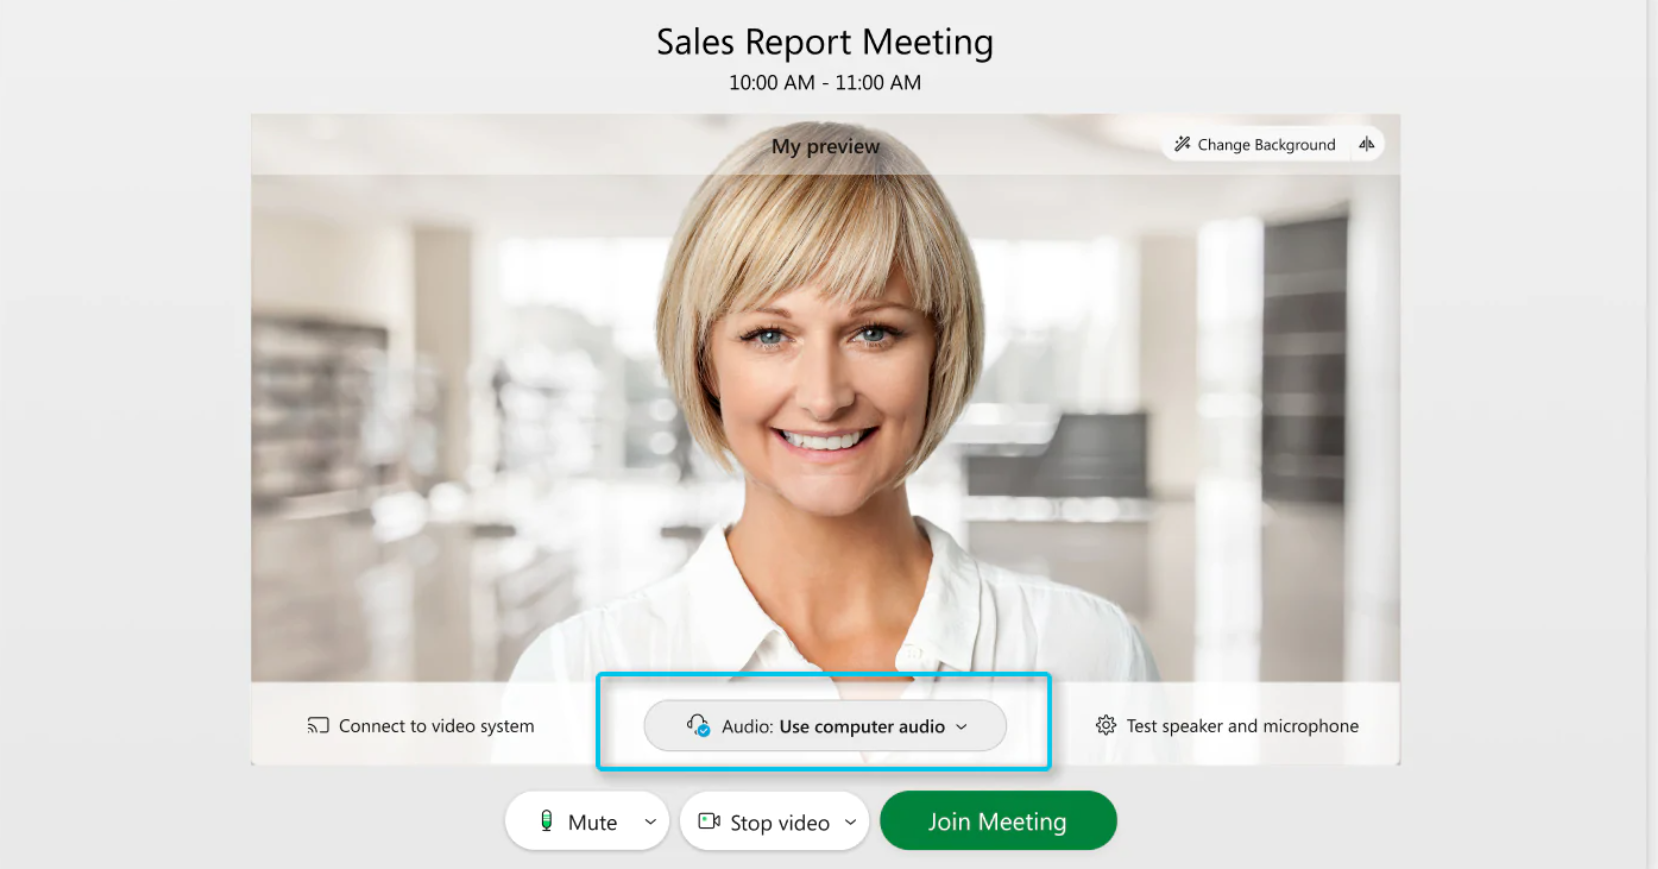 Sales Report Meeting
10:00 AM - 11:00 AM
My preview
Change Background
Connect to video system
Audio: Use computer audio
Test speaker and microphone
Mute
Stop video
Join Meeting